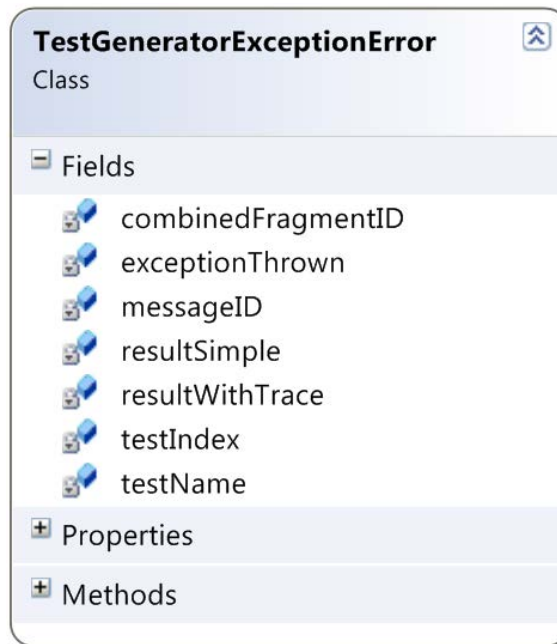 TestGeneratorExceptionError
Class
Fields
combinedFragmentID
exceptionThrown
messageID
resultSimple
resultWithTrace
testIndex
testName
Properties
Methods